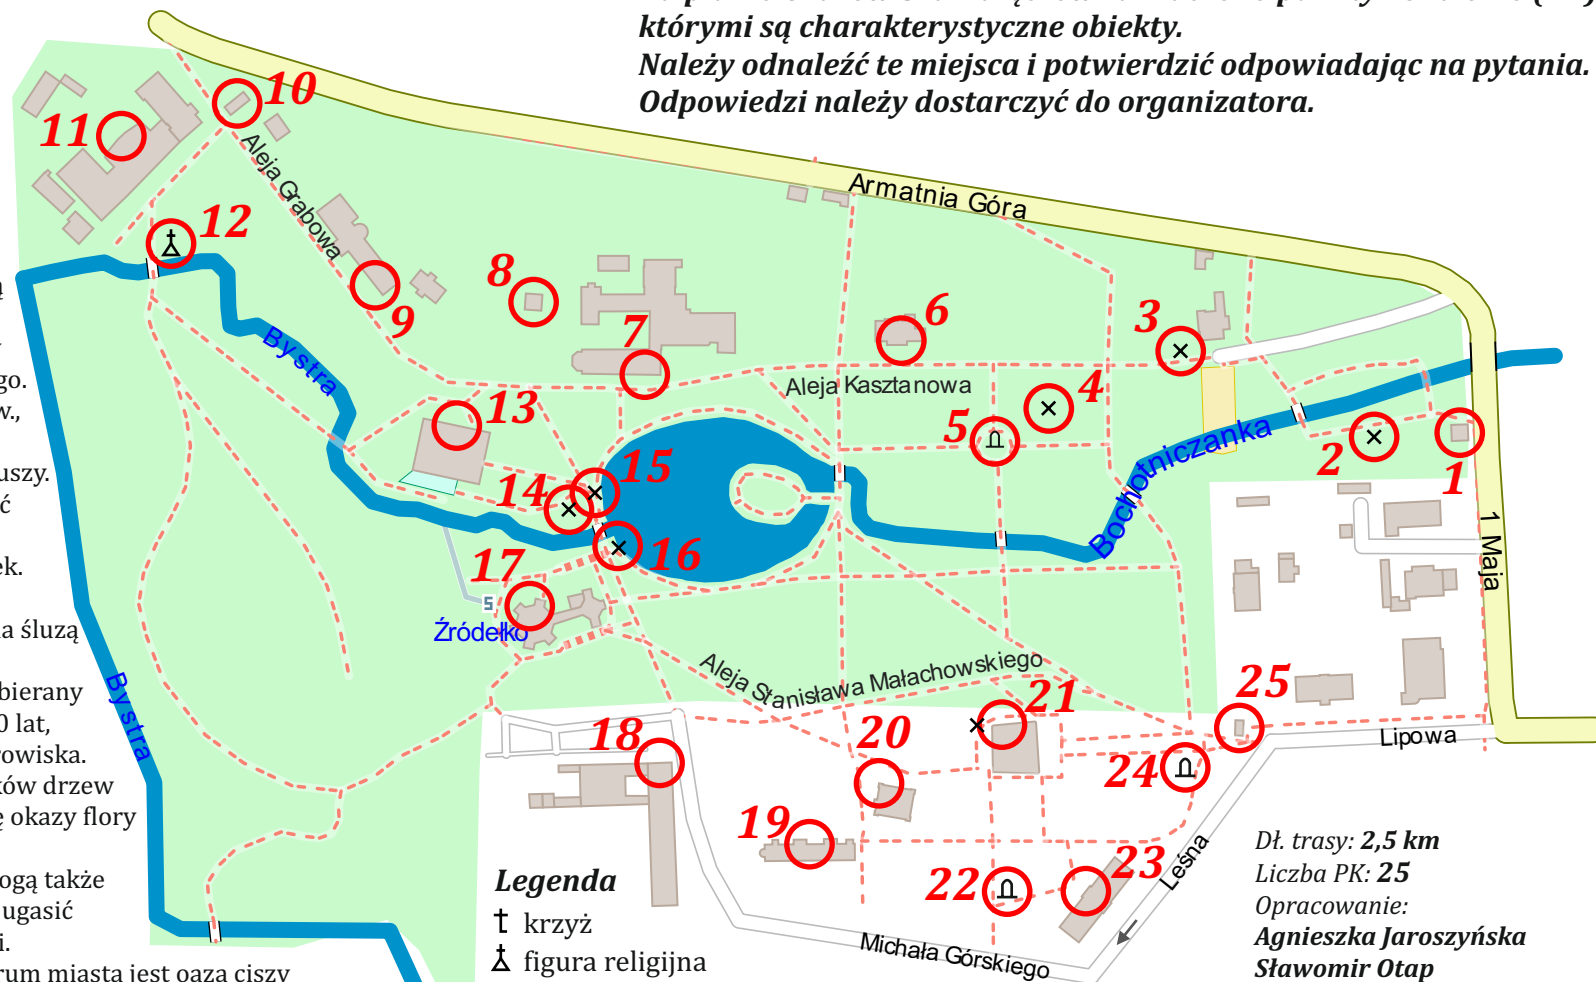 którymi są charakterystyczne obiekty.
Należy odnaleźć te miejsca i potwierdzić odpowiadając na pytania.
Odpowiedzi należy dostarczyć do organizatora.
10
11
Aleja Grabowa
Armatnia Góra
12
8
9
7
6
3
Bystra
go.
w.,
Aleja Kasztanowa
4
13
5
Bochotniczanka
2
1
uszy.
ć
14
15
ek.
16
17
1 Maja
Źródełko
a śluzą
Aleja Stanisława Małachowskiego
bierany
0 lat,
rowiska.
ków drzew
ę okazy flory
Bystra
18
20
21
25
Lipowa
24
19
22
23
Leśna
ogą także
ugasić
i.
rum miasta jest oaza ciszy
Legenda
krzyż
figura religijna
Michała Górskiego
Dł. trasy: 2,5 km
Liczba PK: 25
Opracowanie:
Agnieszka Jaroszyńska
Sławomir Otap